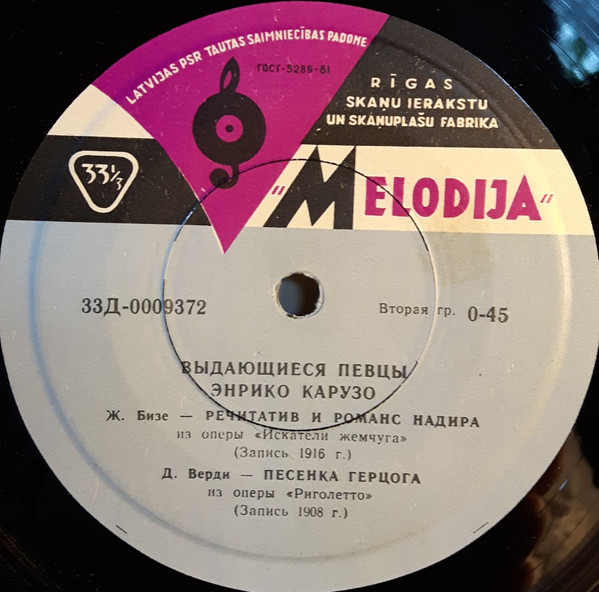 LATVIJAS PSR TAUTAS SAIMNIECĪBAS PADOME
ГОСТ-5289-61
RĪGAS
SKAŅU IERAKSTU
UN SKAŅUPLAŠU FABRIKA
33⅓
"MELODIJA"
33Д-0009372
Вторая гр. 0-45
ВЫДАЮЩИЕСЯ ПЕВЦЫ
ЭНРИКО КАРУЗО
Ж. Бизе — РЕЧИТАТИВ И РОМАНС НАДИРА
из оперы «Искатели жемчуга»
(Запись 1916 г.)
Д. Верди — ПЕСЕНКА ГЕРЦОГА
из оперы «Риголетто»
(Запись 1908 г.)